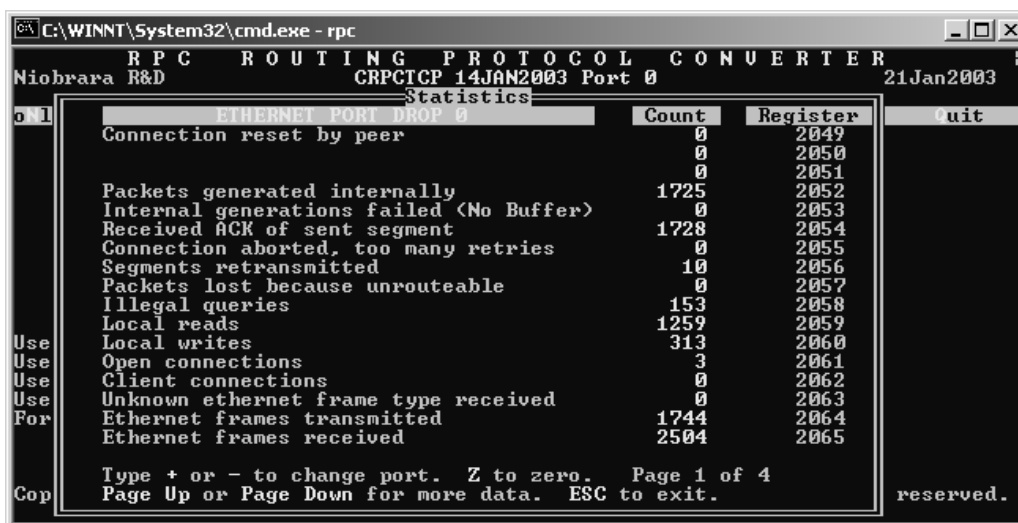 C:\WINNT\System32\cmd.exe - rpc
R P C R O U T I N G P R O T O C O L C O N V E R T E R
Niobrara R&D CRPCTCP 14JAN2003 Port 0 21Jan2003
Statistics
oNl ETHERNET PORT DROP 0 Count Register Quit
Connection reset by peer 0 2049
0 2050
0 2051
Packets generated internally 1725 2052
Internal generations failed (No Buffer) 0 2053
Received ACK of sent segment 1728 2054
Connection aborted, too many retries 0 2055
Segments retransmitted 10 2056
Packets lost because unrouteable 0 2057
Illegal queries 153 2058
Local reads 1259 2059
Use Local writes 313 2060
Use Open connections 3 2061
Use Client connections 0 2062
Use Unknown ethernet frame type received 0 2063
For Ethernet frames transmitted 1744 2064
Ethernet frames received 2504 2065
Type + or - to change port. Z to zero. Page 1 of 4
Cop Page Up or Page Down for more data. ESC to exit. reserved.